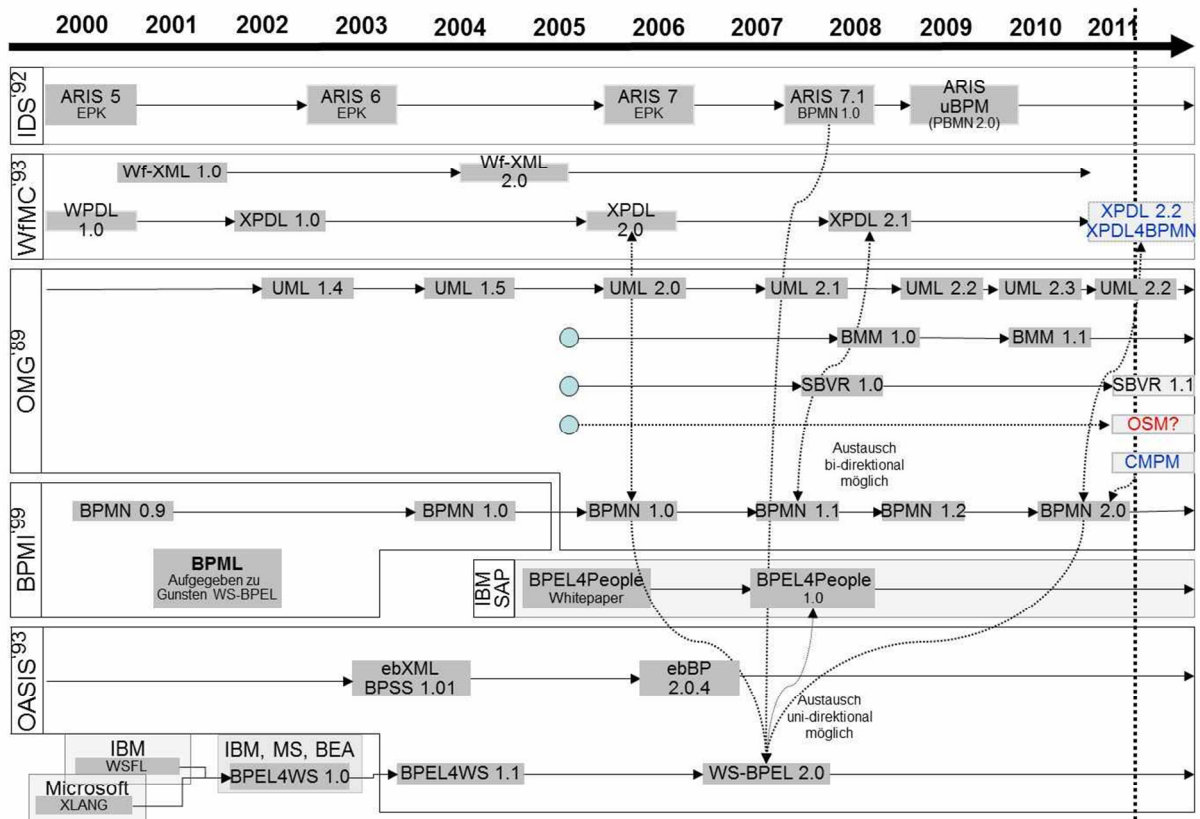 2000 2001 2002 2003 2004 2005 2006 2007 2008 2009 2010 2011
IDS'92
ARIS 5
EPK
ARIS 6
EPK
ARIS 7
EPK
ARIS 7.1
BPMN 1.0
ARIS
uBPM
(PBMN 2.0)
WfMC'93
Wf-XML 1.0
Wf-XML
2.0
WPDL
1.0
XPDL 1.0
XPDL
2.0
XPDL 2.1
XPDL 2.2
XPDL4BPMN
OMG'89
UML 1.4
UML 1.5
UML 2.0
UML 2.1
UML 2.2
UML 2.3
UML 2.2
BMM 1.0
BMM 1.1
SBVR 1.0
SBVR 1.1
OSM?
Austausch
bi-direktional
möglich
CMPM
BPMI'99
BPMN 0.9
BPMN 1.0
BPMN 1.0
BPMN 1.1
BPMN 1.2
BPMN 2.0
BPML
Aufgegeben zu
Gunsten WS-BPEL
IBM
SAP
BPEL4People
Whitepaper
BPEL4People
1.0
OASIS'93
ebXML
BPSS 1.01
ebBP
2.0.4
Austausch
uni-direktional
möglich
IBM
WSFL
Microsoft
XLANG
IBM, MS, BEA
BPEL4WS 1.0
BPEL4WS 1.1
WS-BPEL 2.0